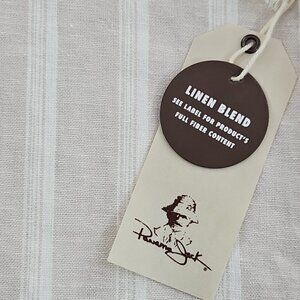 LINEN BLEND
SEE LABEL FOR PRODUCT'S
FULL FIBER CONTENT
Panama Jack
®